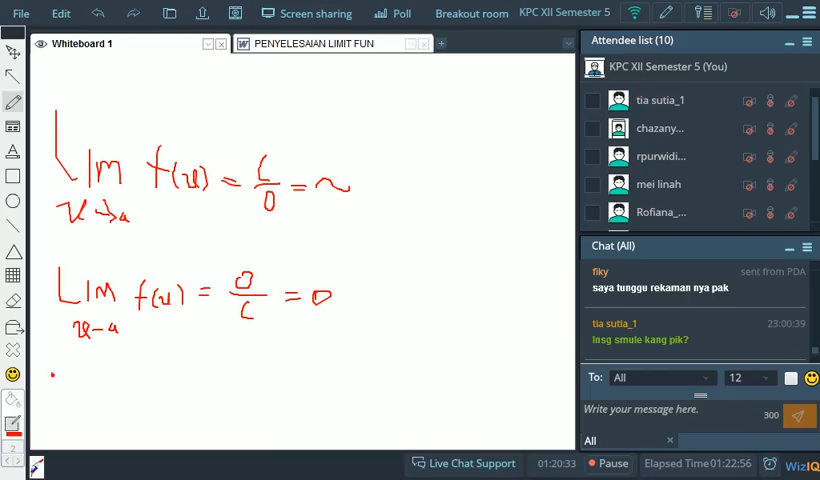 File Edit Screen sharing Poll Breakout room KPC XII Semester 5
Whiteboard 1 PENYELESAIAN LIMIT FUN
Lim f(x) = C/0 = ~
x→a
Lim f(x) = 0/C = 0
x-a
2
Attendee list (10)
KPC XII Semester 5 (You)
tia sutia_1
chazany...
rpurwidi...
mei linah
Rofiana_...
Chat (All)
fiky sent from PDA
saya tunggu rekaman nya pak
tia sutia_1 23:00:39
Insg smule kang pik?
To: All 12
Write your message here. 300
All
Live Chat Support 01:20:33 Pause Elapsed Time 01:22:56 WizIQ